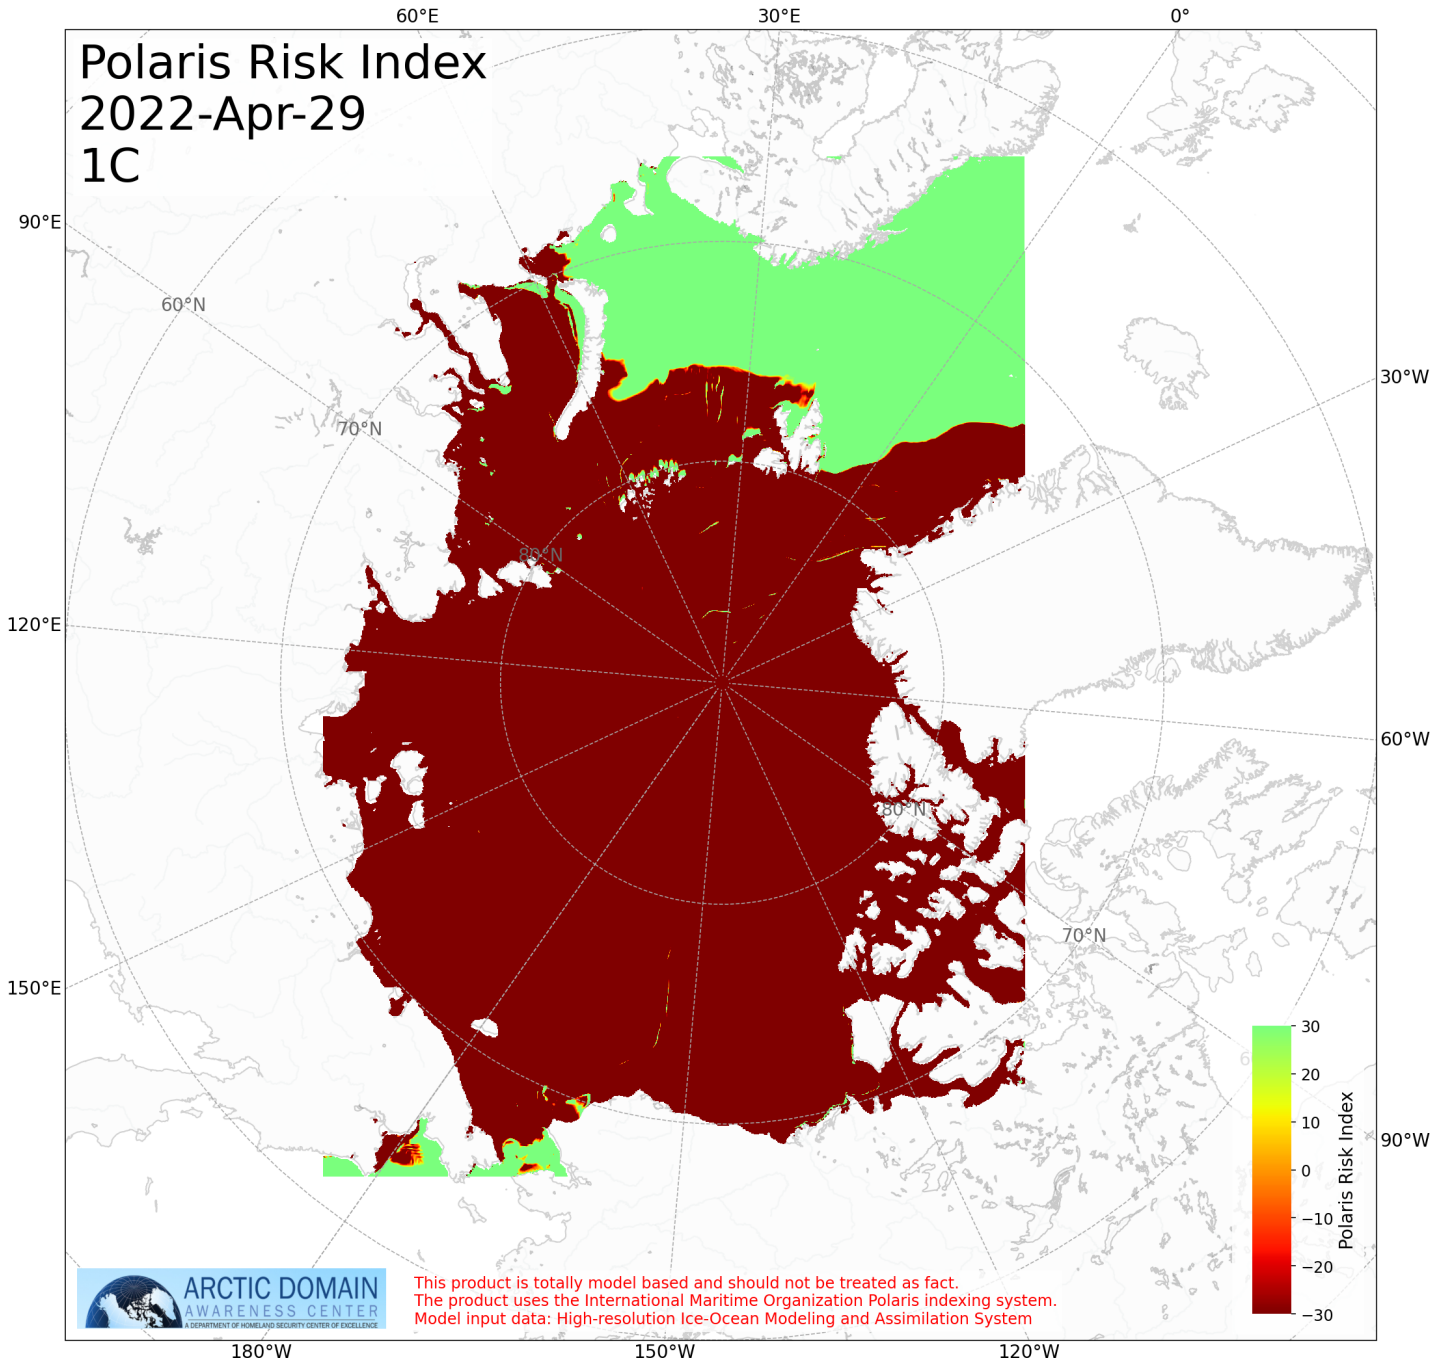 60°E 30°E 0°
Polaris Risk Index
2022-Apr-29
1C
90°E
60°N
30°W
70°N
80°N
120°E
60°W
80°N
70°N
150°E
30
20
10
0
−10
−20
−30
Polaris Risk Index
90°W
ARCTIC DOMAIN
AWARENESS CENTER
A DEPARTMENT OF HOMELAND SECURITY CENTER OF EXCELLENCE
This product is totally model based and should not be treated as fact.
The product uses the International Maritime Organization Polaris indexing system.
Model input data: High-resolution Ice-Ocean Modeling and Assimilation System
180°W 150°W 120°W